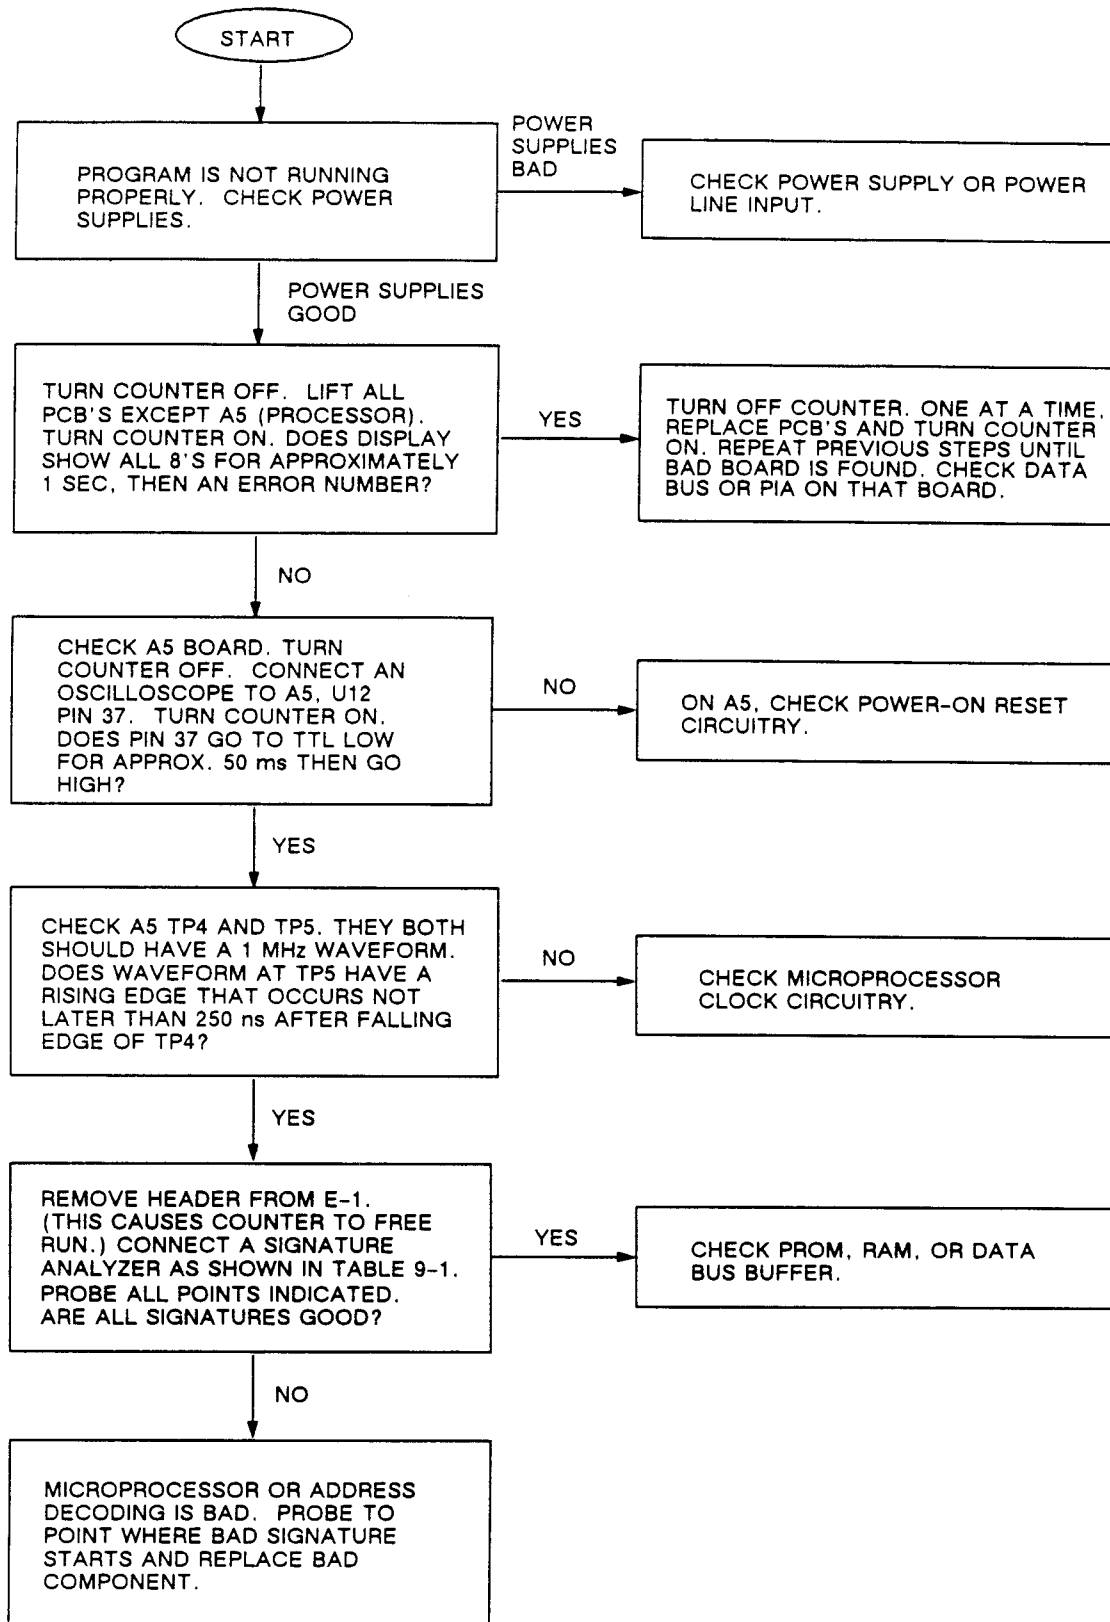 START
PROGRAM IS NOT RUNNING
PROPERLY. CHECK POWER
SUPPLIES.
POWER
SUPPLIES
BAD
CHECK POWER SUPPLY OR POWER
LINE INPUT.
POWER SUPPLIES
GOOD
TURN COUNTER OFF. LIFT ALL
PCB'S EXCEPT A5 (PROCESSOR).
TURN COUNTER ON. DOES DISPLAY
SHOW ALL 8'S FOR APPROXIMATELY
1 SEC, THEN AN ERROR NUMBER?
YES
TURN OFF COUNTER. ONE AT A TIME,
REPLACE PCB'S AND TURN COUNTER
ON. REPEAT PREVIOUS STEPS UNTIL
BAD BOARD IS FOUND. CHECK DATA
BUS OR PIA ON THAT BOARD.
NO
CHECK A5 BOARD. TURN
COUNTER OFF. CONNECT AN
OSCILLOSCOPE TO A5, U12
PIN 37. TURN COUNTER ON.
DOES PIN 37 GO TO TTL LOW
FOR APPROX. 50 ms THEN GO
HIGH?
NO
ON A5, CHECK POWER-ON RESET
CIRCUITRY.
YES
CHECK A5 TP4 AND TP5. THEY BOTH
SHOULD HAVE A 1 MHz WAVEFORM.
DOES WAVEFORM AT TP5 HAVE A
RISING EDGE THAT OCCURS NOT
LATER THAN 250 ns AFTER FALLING
EDGE OF TP4?
NO
CHECK MICROPROCESSOR
CLOCK CIRCUITRY.
YES
REMOVE HEADER FROM E-1.
(THIS CAUSES COUNTER TO FREE
RUN.) CONNECT A SIGNATURE
ANALYZER AS SHOWN IN TABLE 9-1.
PROBE ALL POINTS INDICATED.
ARE ALL SIGNATURES GOOD?
YES
CHECK PROM, RAM, OR DATA
BUS BUFFER.
NO
MICROPROCESSOR OR ADDRESS
DECODING IS BAD. PROBE TO
POINT WHERE BAD SIGNATURE
STARTS AND REPLACE BAD
COMPONENT.